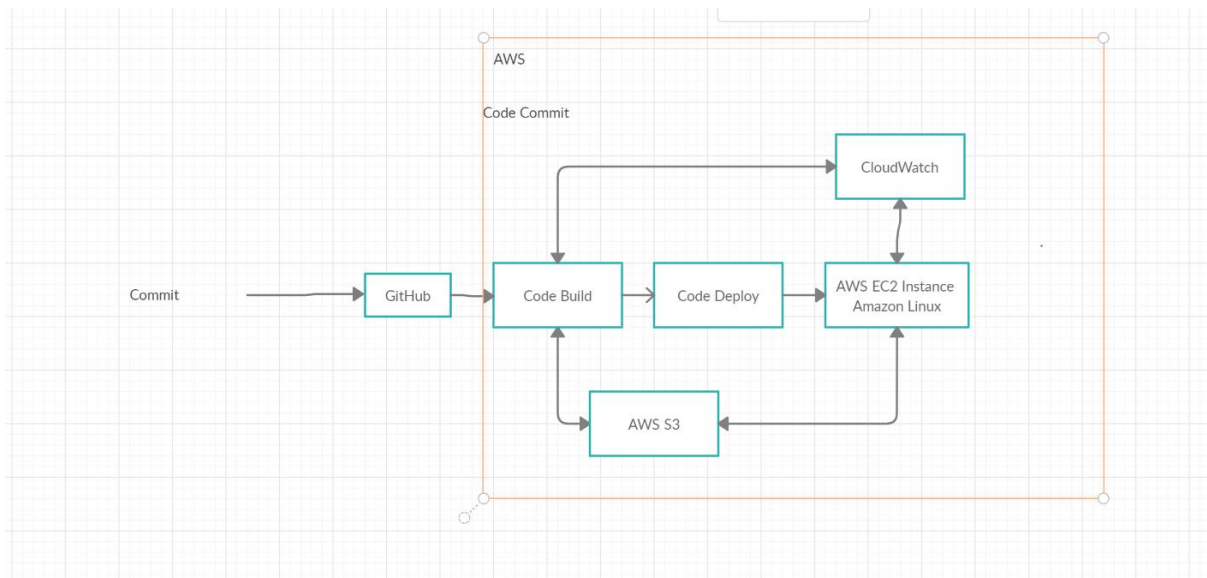 AWS
Code Commit
CloudWatch
Commit
GitHub
Code Build
Code Deploy
AWS EC2 Instance
Amazon Linux
AWS S3